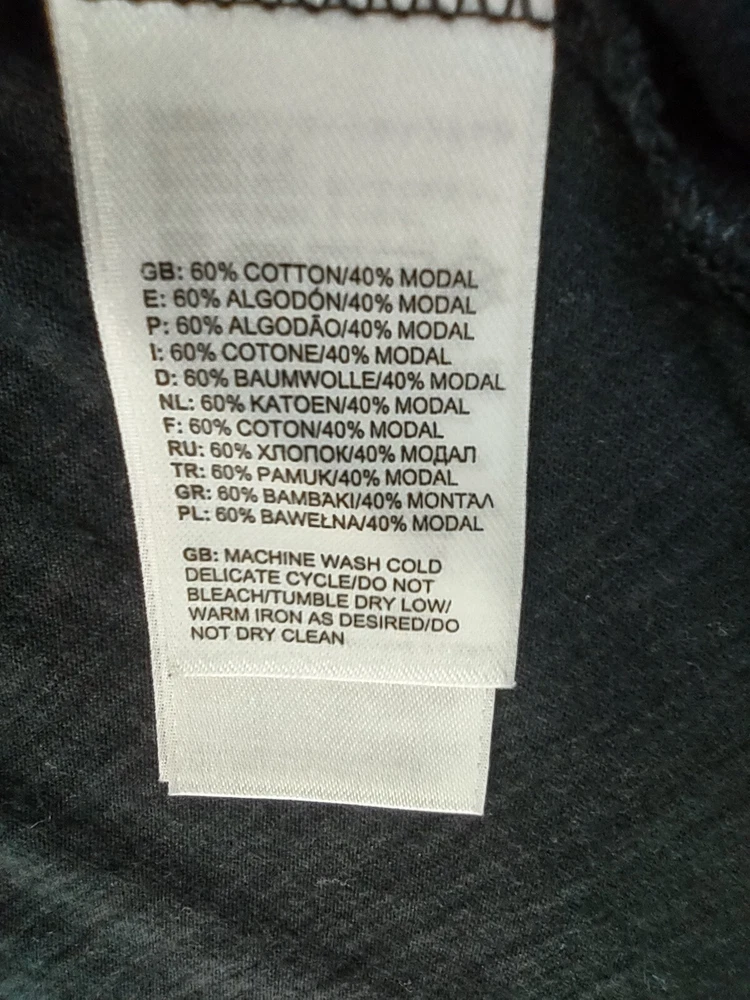 GB: 60% COTTON/40% MODAL
E: 60% ALGODÓN/40% MODAL
P: 60% ALGODÃO/40% MODAL
I: 60% COTONE/40% MODAL
D: 60% BAUMWOLLE/40% MODAL
NL: 60% KATOEN/40% MODAL
F: 60% COTON/40% MODAL
RU: 60% ХЛОПОК/40% МОДАЛ
TR: 60% PAMUK/40% MODAL
GR: 60% ΒΑΜΒΆΚΙ/40% ΜΟΝΤΆΛ
PL: 60% BAWEŁNA/40% MODAL
GB: MACHINE WASH COLD
DELICATE CYCLE/DO NOT
BLEACH/TUMBLE DRY LOW/
WARM IRON AS DESIRED/DO
NOT DRY CLEAN